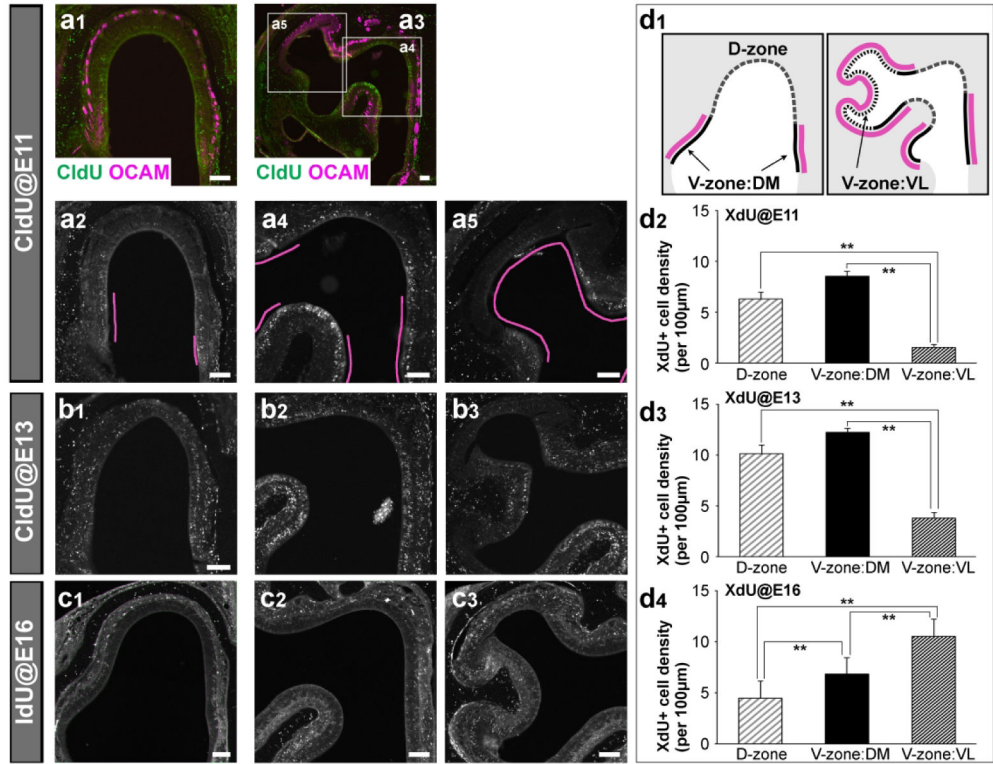 CldU@E11
a1
CldU OCAM
a3
a5
a4
CldU OCAM
a2
a4
a5
CldU@E13
b1
b2
b3
IdU@E16
c1
c2
c3
d1
D-zone
V-zone:DM
V-zone:VL
d2
XdU@E11
XdU+ cell density
(per 100μm)
15
10
5
0
**
**
D-zone
V-zone:DM
V-zone:VL
d3
XdU@E13
XdU+ cell density
(per 100μm)
15
10
5
0
**
**
D-zone
V-zone:DM
V-zone:VL
d4
XdU@E16
XdU+ cell density
(per 100μm)
15
10
5
0
**
**
**
D-zone
V-zone:DM
V-zone:VL